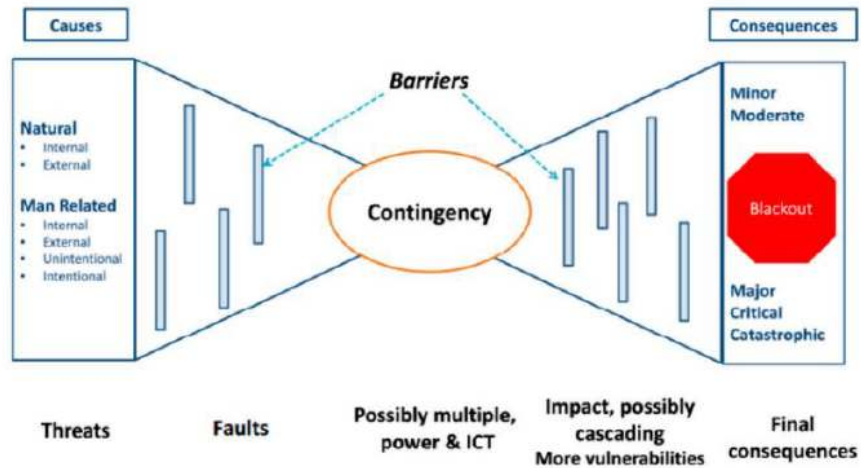 Causes
Consequences
Barriers
Natural
• Internal
• External
Man Related
• Internal
• External
• Unintentional
• Intentional
Contingency
Minor
Moderate
Blackout
Major
Critical
Catastrophic
Threats
Faults
Possibly multiple,
power & ICT
Impact, possibly
cascading
More vulnerabilities
Final
consequences